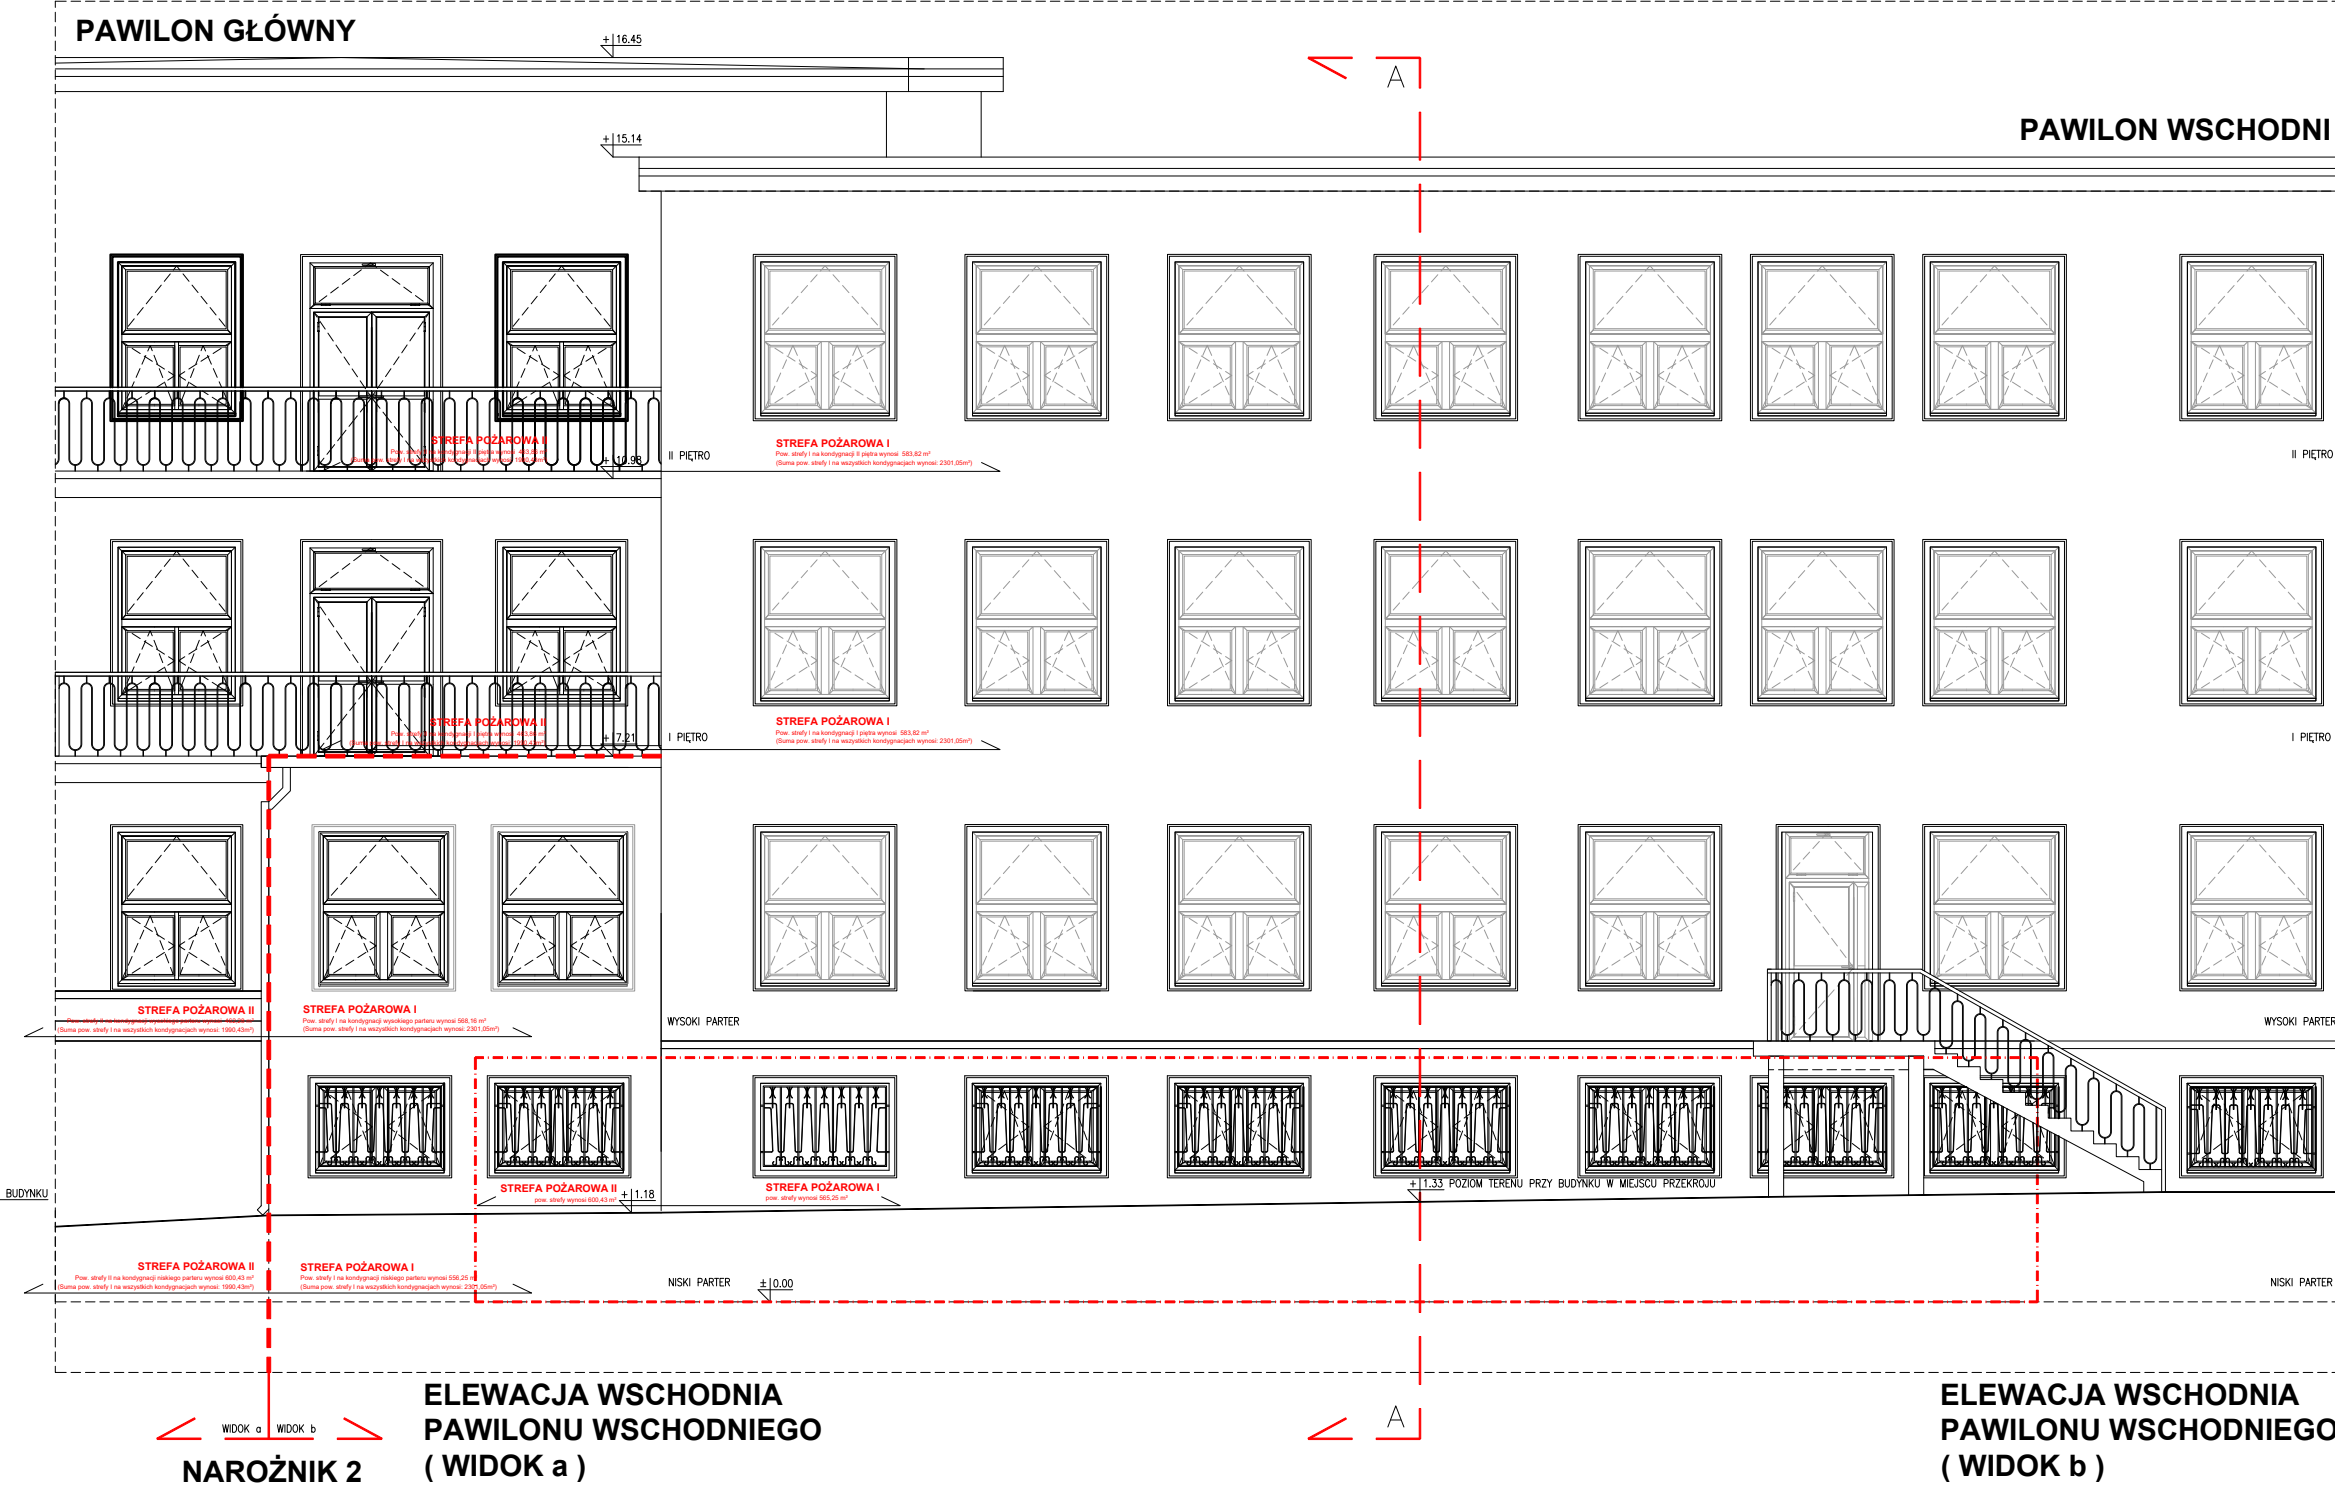 PAWILON GŁÓWNY
+16.45
A
PAWILON WSCHODNI
+15.14
STREFA POŻAROWA II
STREFA POŻAROWA I
Pow. strefy I na kondygnacji II piętra wynosi 583,82 m²
(Suma pow. strefy I na wszystkich kondygnacjach wynosi: 2301,05m²)
+10.98
II PIĘTRO
II PIĘTRO
STREFA POŻAROWA II
STREFA POŻAROWA I
Pow. strefy I na kondygnacji I piętra wynosi 583,82 m²
(Suma pow. strefy I na wszystkich kondygnacjach wynosi: 2301,05m²)
+7.21
I PIĘTRO
I PIĘTRO
STREFA POŻAROWA II
(Suma pow. strefy I na wszystkich kondygnacjach wynosi: 1990,43m²)
STREFA POŻAROWA I
Pow. strefy I na kondygnacji wysokiego parteru wynosi 568,16 m²
(Suma pow. strefy I na wszystkich kondygnacjach wynosi: 2301,05m²)
WYSOKI PARTER
WYSOKI PARTER
STREFA POŻAROWA II
pow. strefy wynosi 600,43 m²
+1.18
STREFA POŻAROWA I
pow. strefy wynosi 565,25 m²
+1.33 POZIOM TERENU PRZY BUDYNKU W MIEJSCU PRZEKROJU
BUDYNKU
STREFA POŻAROWA II
Pow. strefy II na kondygnacji niskiego parteru wynosi 600,43 m²
(Suma pow. strefy I na wszystkich kondygnacjach wynosi: 1990,43m²)
STREFA POŻAROWA I
Pow. strefy I na kondygnacji niskiego parteru wynosi 556,25 m²
(Suma pow. strefy I na wszystkich kondygnacjach wynosi: 2301,05m²)
NISKI PARTER
±0.00
NISKI PARTER
WIDOK a
WIDOK b
NAROŻNIK 2
ELEWACJA WSCHODNIA
PAWILONU WSCHODNIEGO
( WIDOK a )
A
ELEWACJA WSCHODNIA
PAWILONU WSCHODNIEGO
( WIDOK b )